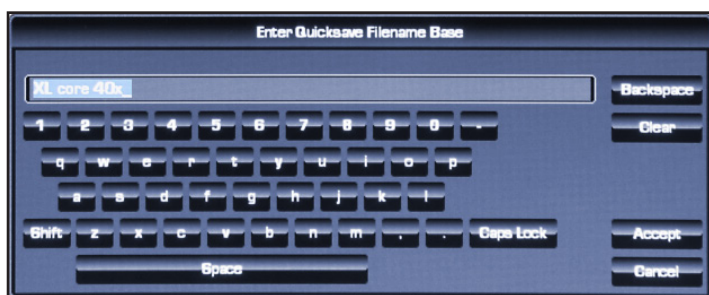 Enter Quicksave Filename Base
XL core 40x_
Backspace
1 2 3 4 5 6 7 8 9 0 -
Clear
q w e r t y u i o p
a s d f g h j k l
Shift z x c v b n m , . Caps Lock
Accept
Space
Cancel